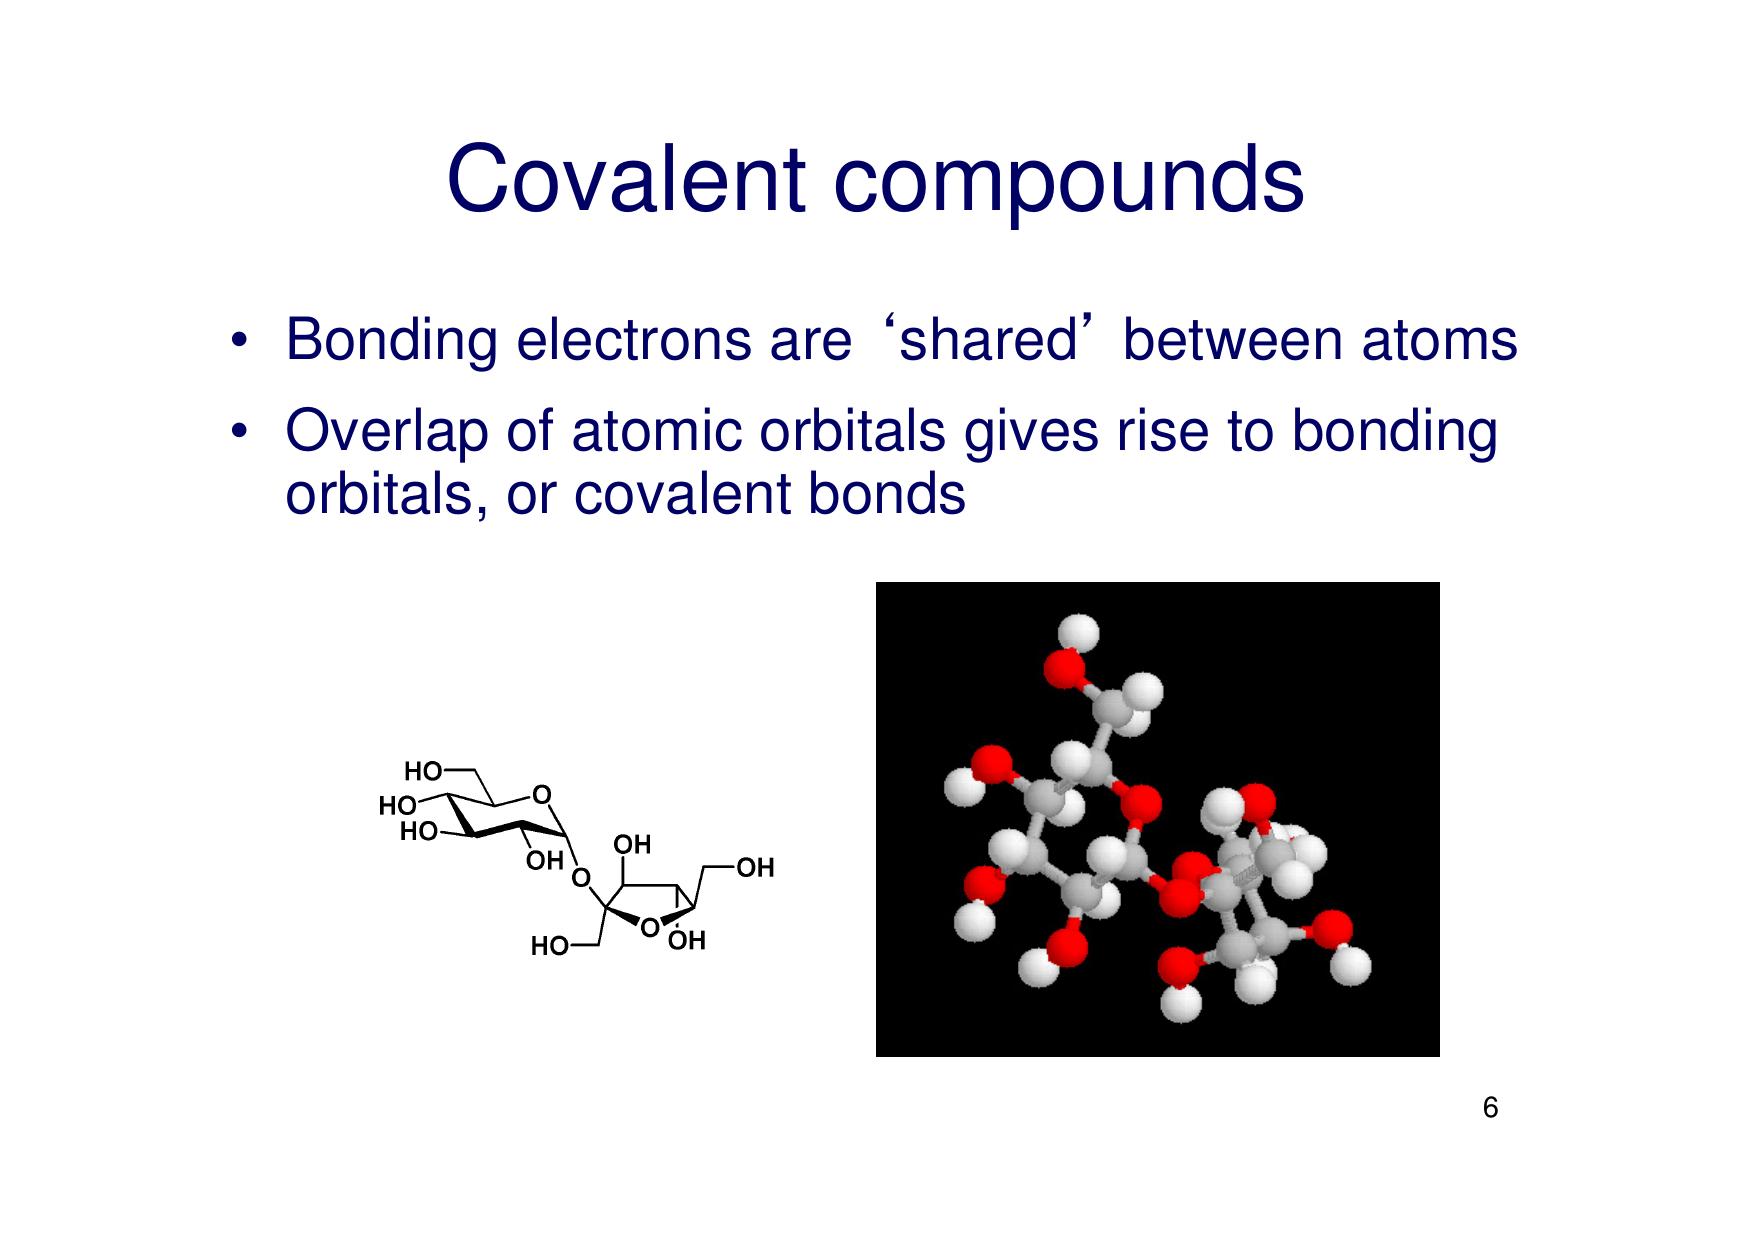 Covalent compounds
• Bonding electrons are ‘shared’ between atoms
• Overlap of atomic orbitals gives rise to bonding
orbitals, or covalent bonds
HO
O
HO
HO
OH
OH
O
OH
O
OH
HO
6